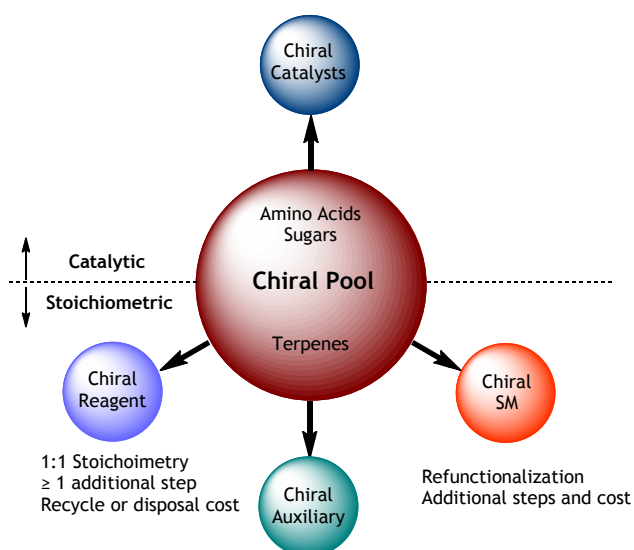 Chiral
Catalysts
Amino Acids
Sugars
Catalytic
Chiral Pool
Stoichiometric
Terpenes
Chiral
Reagent
Chiral
SM
1:1 Stoichoimetry
≥ 1 additional step
Recycle or disposal cost
Refunctionalization
Additional steps and cost
Chiral
Auxiliary